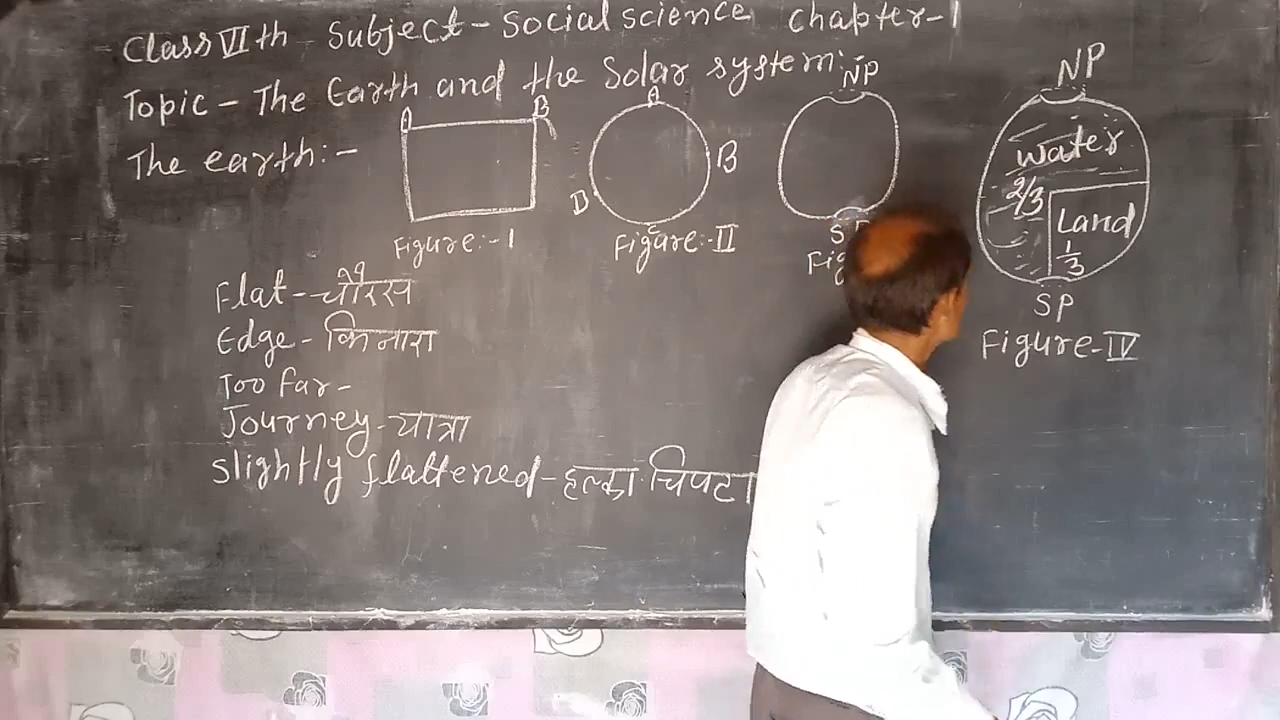 Class VIth Subject - Social science Chapter-1
Topic - The Earth and the Solar system:-
The earth:-
A B
A B C D
NP
NP
Water
2/3
Land
1/3
SP
Figure:-I
Figure:-II
Figure-IV
Flat - चौरस
Edge - किनारा
Too far -
Journey - यात्रा
Slightly flattened - हल्का चिपटा